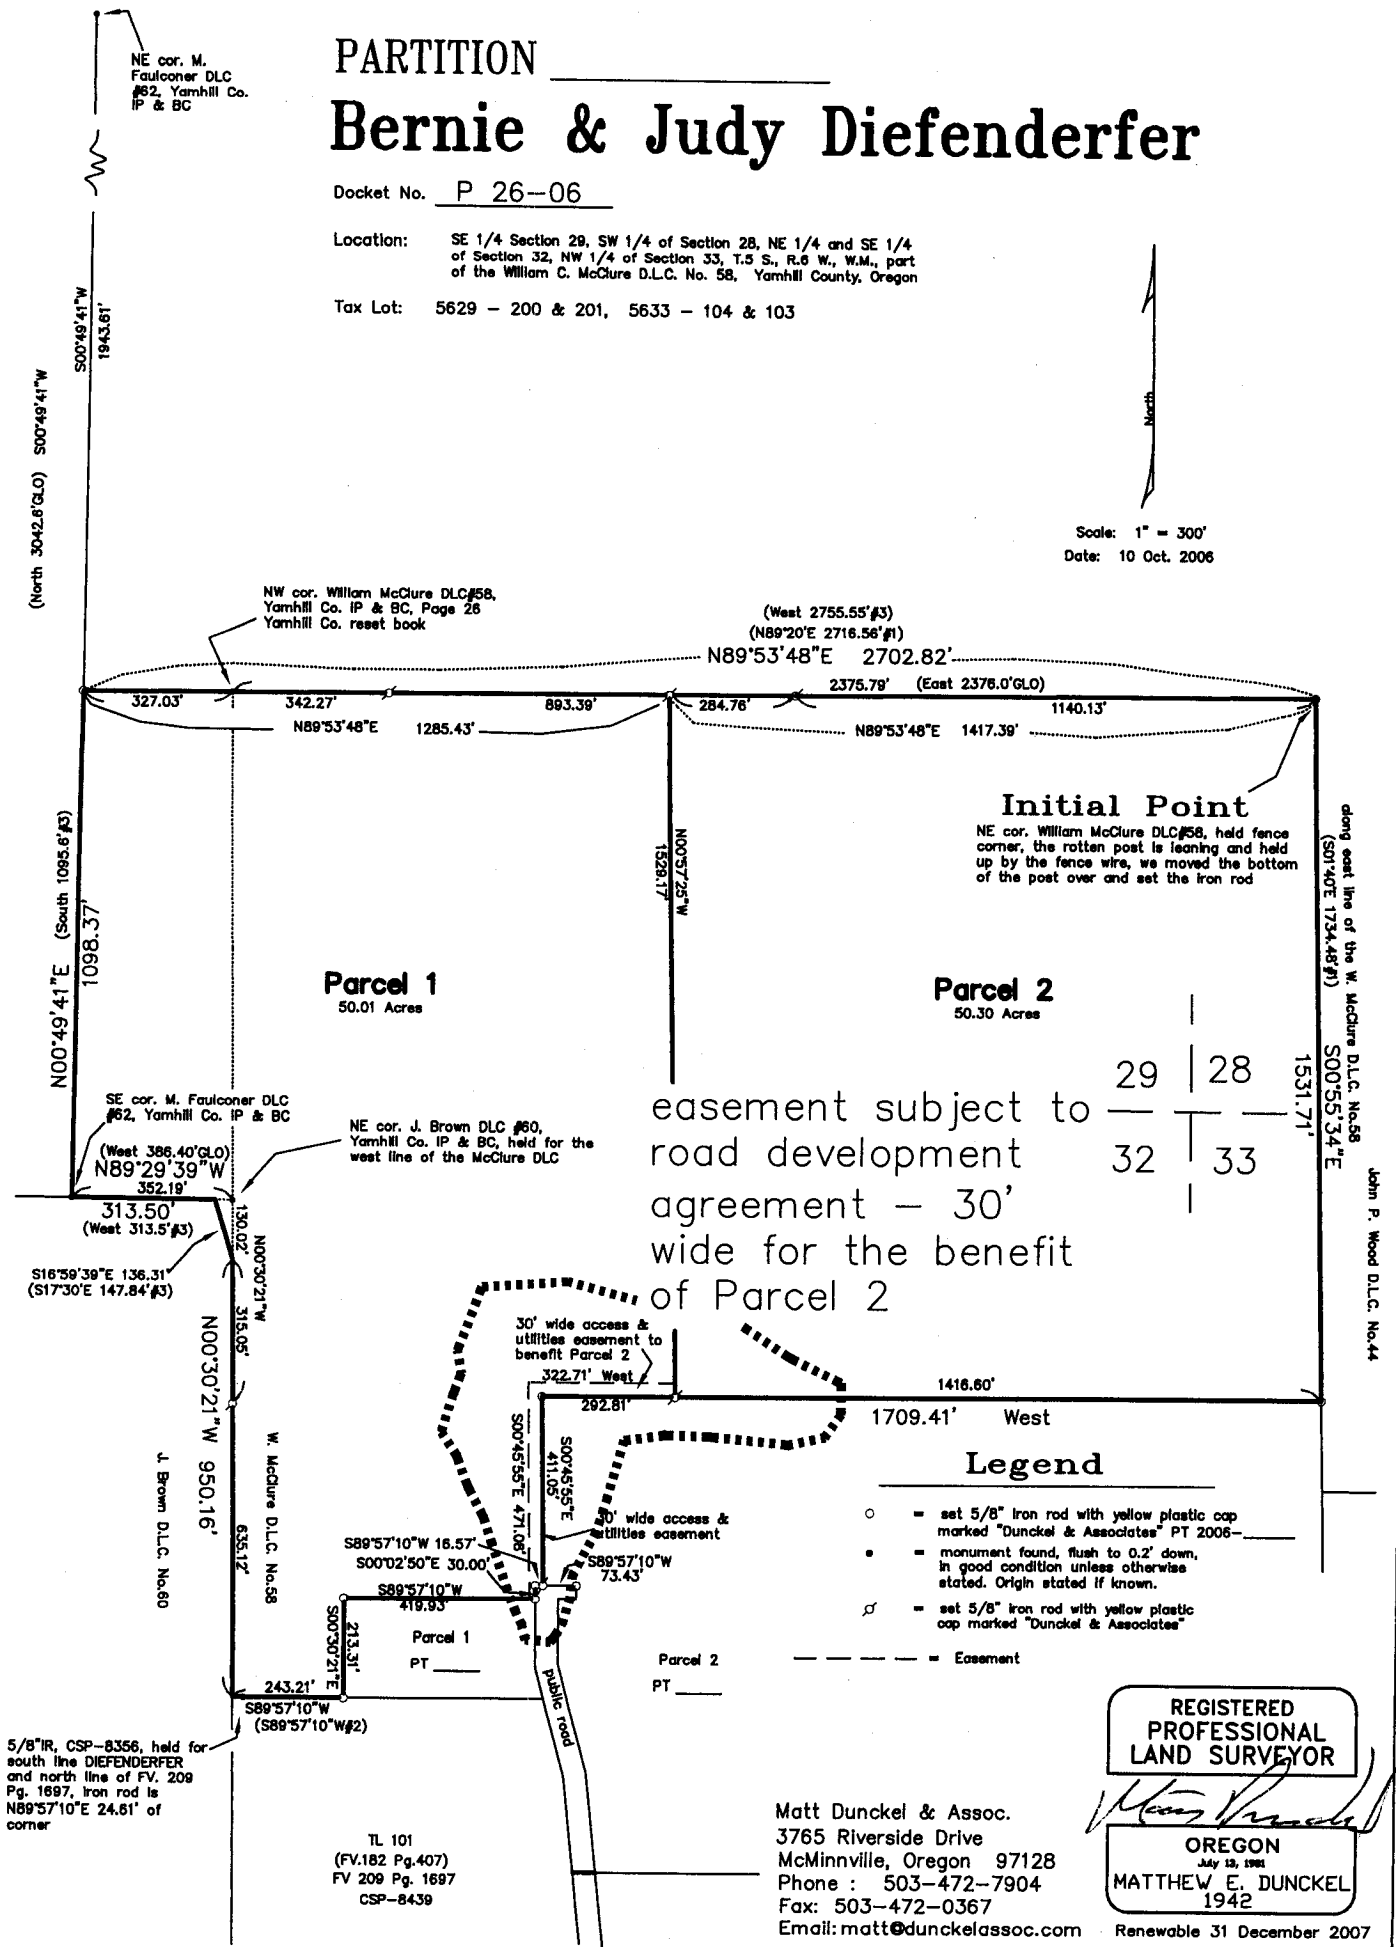 NE cor. M.
Faulconer DLC
#62, Yamhill Co.
IP & BC
PARTITION
Bernie & Judy Diefenderfer
Docket No. P 26-06
Location: SE 1/4 Section 29, SW 1/4 of Section 28, NE 1/4 and SE 1/4
of Section 32, NW 1/4 of Section 33, T.5 S., R.6 W., W.M., part
of the William C. McClure D.L.C. No. 58, Yamhill County, Oregon
Tax Lot: 5629 - 200 & 201, 5633 - 104 & 103
S00°49'41"W
1943.61'
(North 3042.6'GLO) S00°49'41"W
North
Scale: 1" = 300'
Date: 10 Oct. 2006
NW cor. William McClure DLC#58,
Yamhill Co. IP & BC, Page 26
Yamhill Co. reset book
(West 2755.55'#3)
(N89°20'E 2716.56'#1)
N89°53'48"E 2702.82'
2375.79' (East 2376.0'GLO)
327.03'
342.27'
893.39'
284.76'
1140.13'
N89°53'48"E 1285.43'
N89°53'48"E 1417.39'
Initial Point
NE cor. William McClure DLC#58, held fence
corner, the rotten post is leaning and held
up by the fence wire, we moved the bottom
of the post over and set the iron rod
N00°49'41"E (South 1095.6'#3)
1098.37'
N00°57'25"W
1529.17'
along east line of the W. McClure D.L.C. No.58
(S01°40'E 1734.48'#1) S00°55'34"E
1531.71'
John P. Wood D.L.C. No.44
Parcel 1
50.01 Acres
Parcel 2
50.30 Acres
29 28
32 33
easement subject to
road development
agreement - 30'
wide for the benefit
of Parcel 2
SE cor. M. Faulconer DLC
#62, Yamhill Co. IP & BC
(West 386.40'GLO)
N89°29'39"W
352.19'
313.50'
(West 313.5'#3)
NE cor. J. Brown DLC #60,
Yamhill Co. IP & BC, held for the
west line of the McClure DLC
S16°59'39"E 136.31'
(S17°30'E 147.84'#3)
130.02'
N00°30'21"W
315.05'
N00°30'21"W 950.16'
635.12'
W. McClure D.L.C. No.58
J. Brown D.L.C. No.60
30' wide access &
utilities easement to
benefit Parcel 2
322.71' West
292.81'
1416.60'
1709.41' West
S00°45'55"E 471.06'
S00°45'55"E
411.05'
30' wide access &
utilities easement
S89°57'10"W 16.57'
S00°02'50"E 30.00'
S89°57'10"W
73.43'
S89°57'10"W
419.93'
S00°30'21"E
213.31'
Parcel 1
PT
Parcel 2
PT
public road
243.21'
S89°57'10"W
(S89°57'10"W#2)
5/8"IR, CSP-8356, held for
south line DIEFENDERFER
and north line of FV. 209
Pg. 1697, iron rod is
N89°57'10"E 24.61' of
corner
Legend
= set 5/8" iron rod with yellow plastic cap
marked "Dunckel & Associates" PT 2006-
= monument found, flush to 0.2' down,
in good condition unless otherwise
stated. Origin stated if known.
= set 5/8" iron rod with yellow plastic
cap marked "Dunckel & Associates"
= Easement
TL 101
(FV.182 Pg.407)
FV 209 Pg. 1697
CSP-8439
Matt Dunckel & Assoc.
3765 Riverside Drive
McMinnville, Oregon 97128
Phone : 503-472-7904
Fax: 503-472-0367
Email: matt@dunckelassoc.com
REGISTERED
PROFESSIONAL
LAND SURVEYOR
OREGON
July 13, 1981
MATTHEW E. DUNCKEL
1942
Renewable 31 December 2007